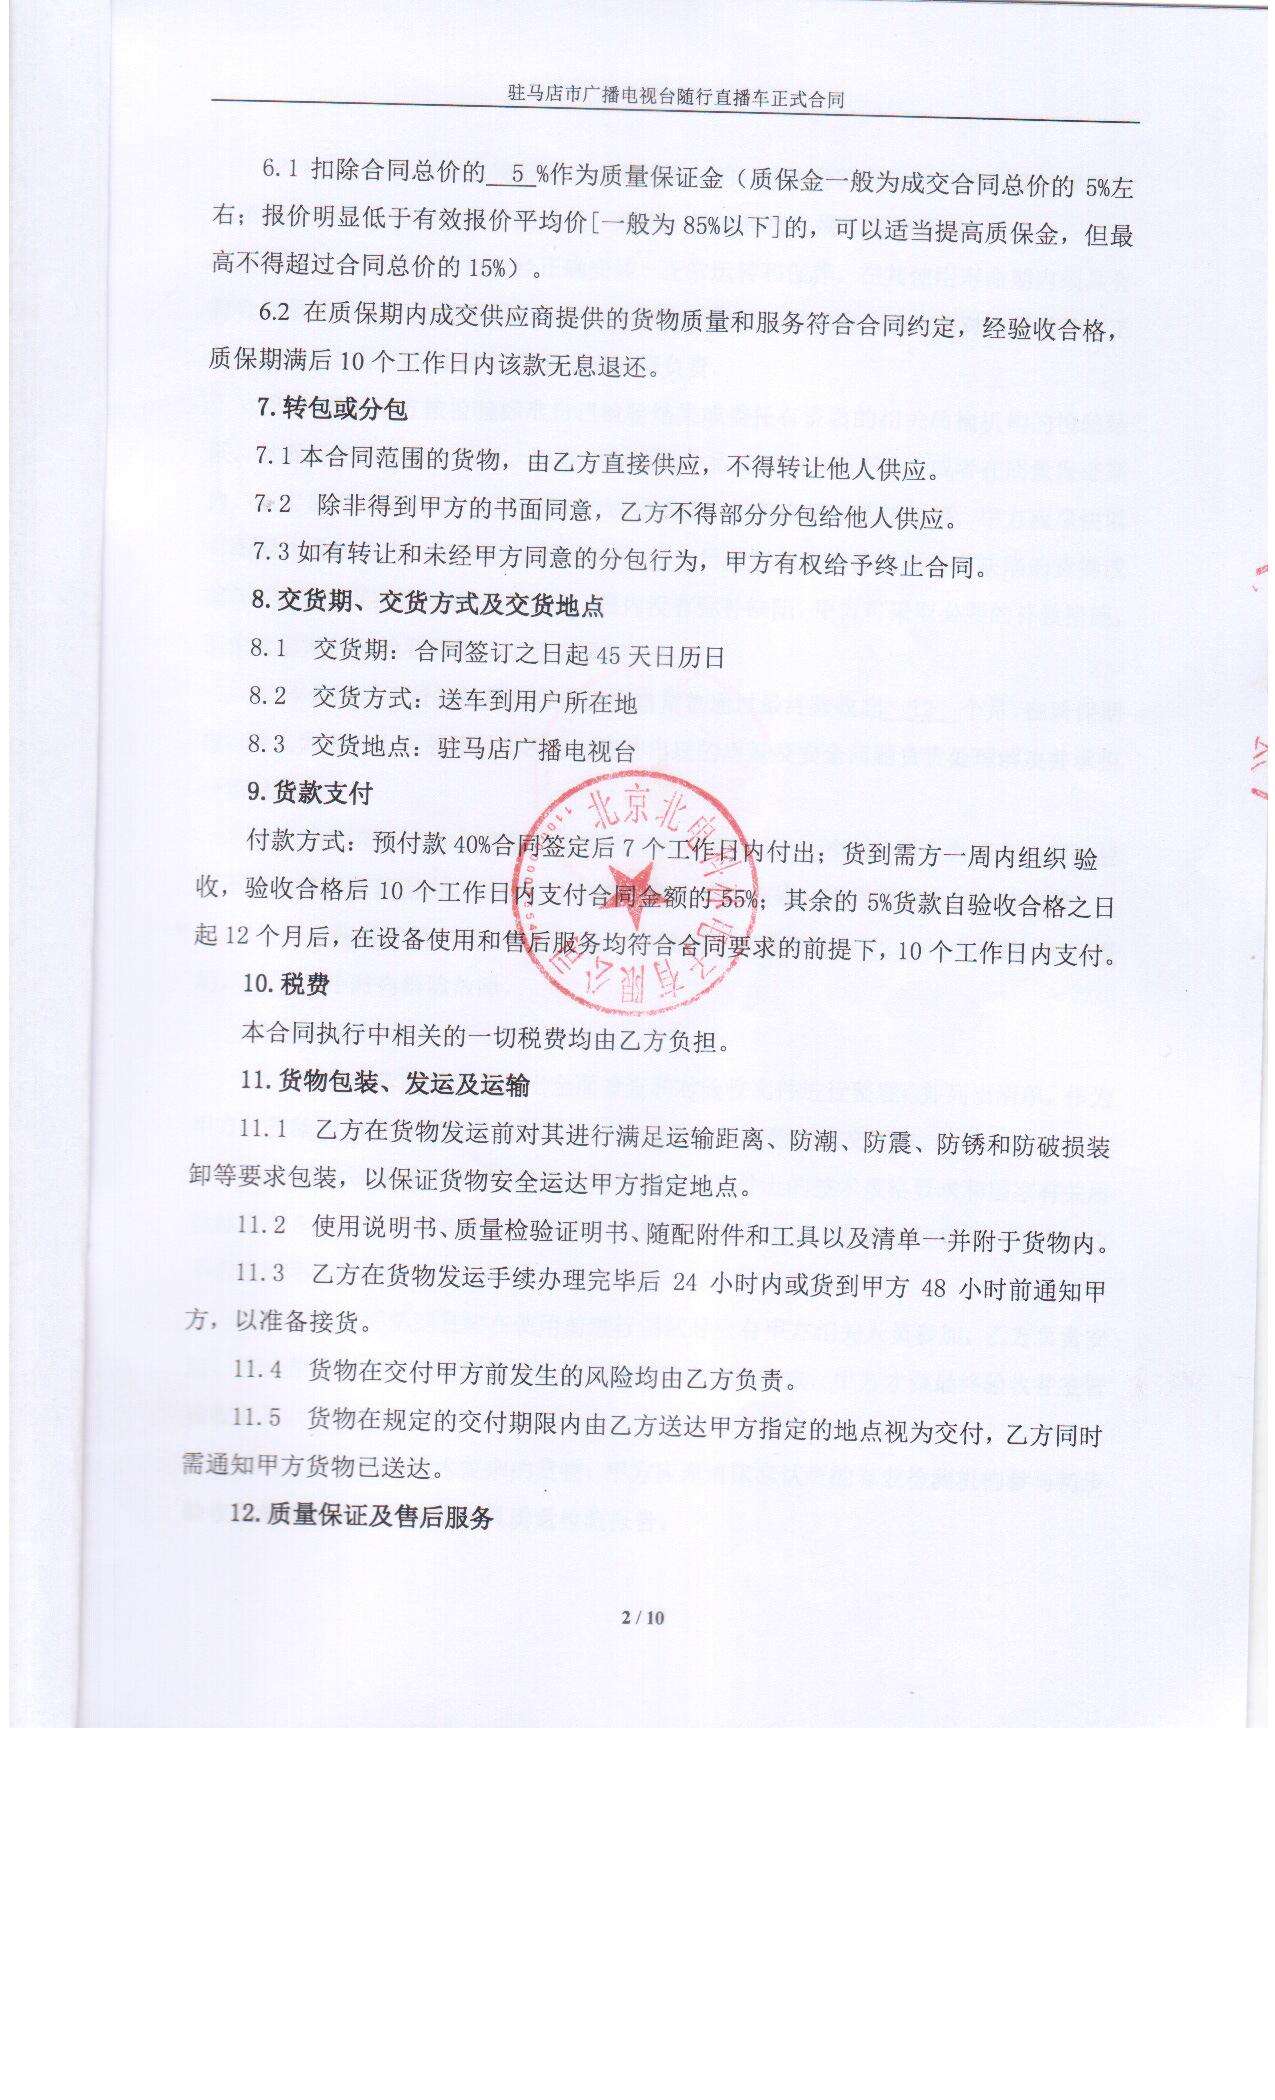 驻马店市广播电视台随行直播车正式合同
6.1 扣除合同总价的 5 %作为质量保证金（质保金一般为成交合同总价的 5%左
右；报价明显低于有效报价平均价[一般为 85%以下]的，可以适当提高质保金，但最
高不得超过合同总价的 15%）。
6.2 在质保期内成交供应商提供的货物质量和服务符合合同约定，经验收合格，
质保期满后 10 个工作日内该款无息退还。
7.转包或分包
7.1 本合同范围的货物，由乙方直接供应，不得转让他人供应。
7.2 除非得到甲方的书面同意，乙方不得部分分包给他人供应。
7.3 如有转让和未经甲方同意的分包行为，甲方有权给予终止合同。
8.交货期、交货方式及交货地点
8.1 交货期：合同签订之日起 45 天日历日
8.2 交货方式：送车到用户所在地
8.3 交货地点：驻马店广播电视台
9.货款支付
付款方式：预付款 40%合同签定后 7 个工作日内付出；货到需方一周内组织 验
收，验收合格后 10 个工作日内支付合同金额的 55%；其余的 5%货款自验收合格之日
起 12 个月后，在设备使用和售后服务均符合合同要求的前提下，10 个工作日内支付。
北京北电科林电子有限公司
10.税费
本合同执行中相关的一切税费均由乙方负担。
11.货物包装、发运及运输
11.1 乙方在货物发运前对其进行满足运输距离、防潮、防震、防锈和防破损装
卸等要求包装，以保证货物安全运达甲方指定地点。
11.2 使用说明书、质量检验证明书、随配附件和工具以及清单一并附于货物内。
11.3 乙方在货物发运手续办理完毕后 24 小时内或货到甲方 48 小时前通知甲
方，以准备接货。
11.4 货物在交付甲方前发生的风险均由乙方负责。
11.5 货物在规定的交付期限内由乙方送达甲方指定的地点视为交付，乙方同时
需通知甲方货物已送达。
12.质量保证及售后服务
2 / 10